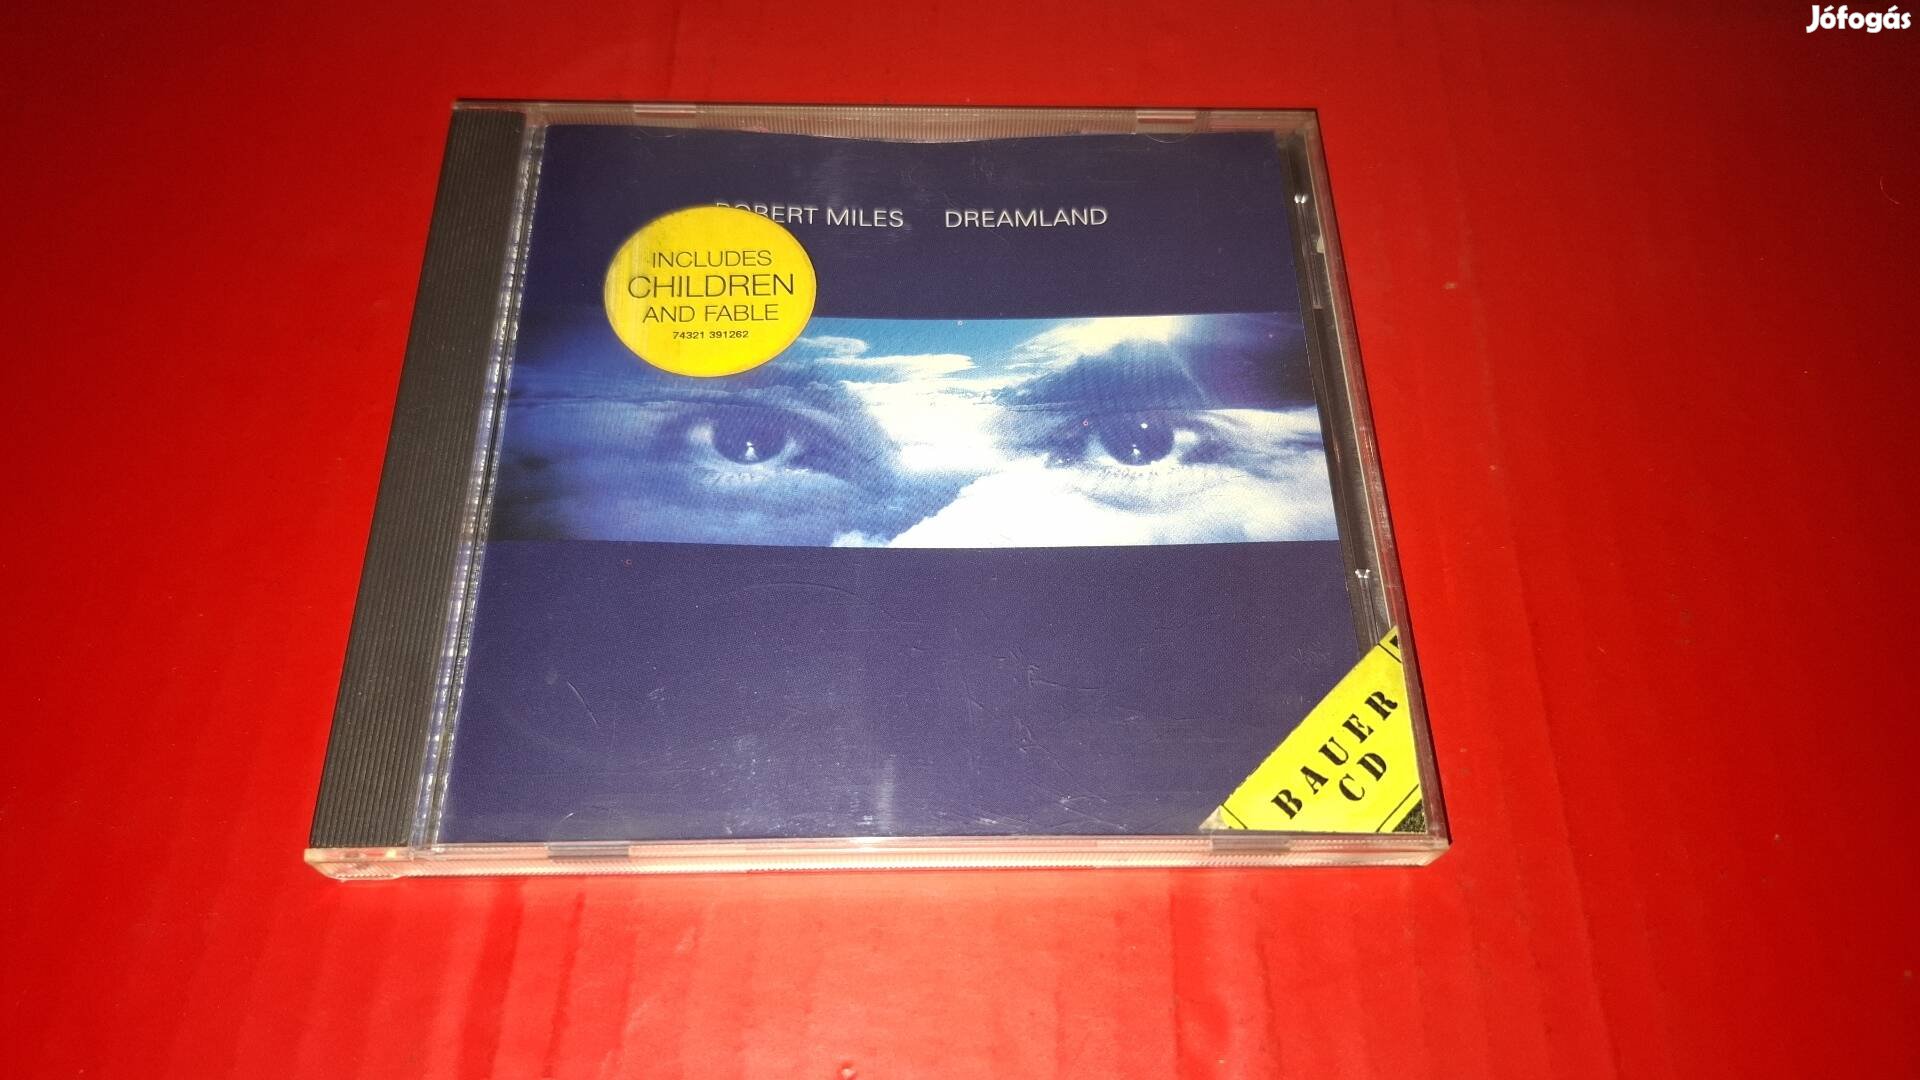 Jófogás
ROBERT MILES DREAMLAND
INCLUDES
CHILDREN
AND FABLE
74321 391262
BAUER
CD